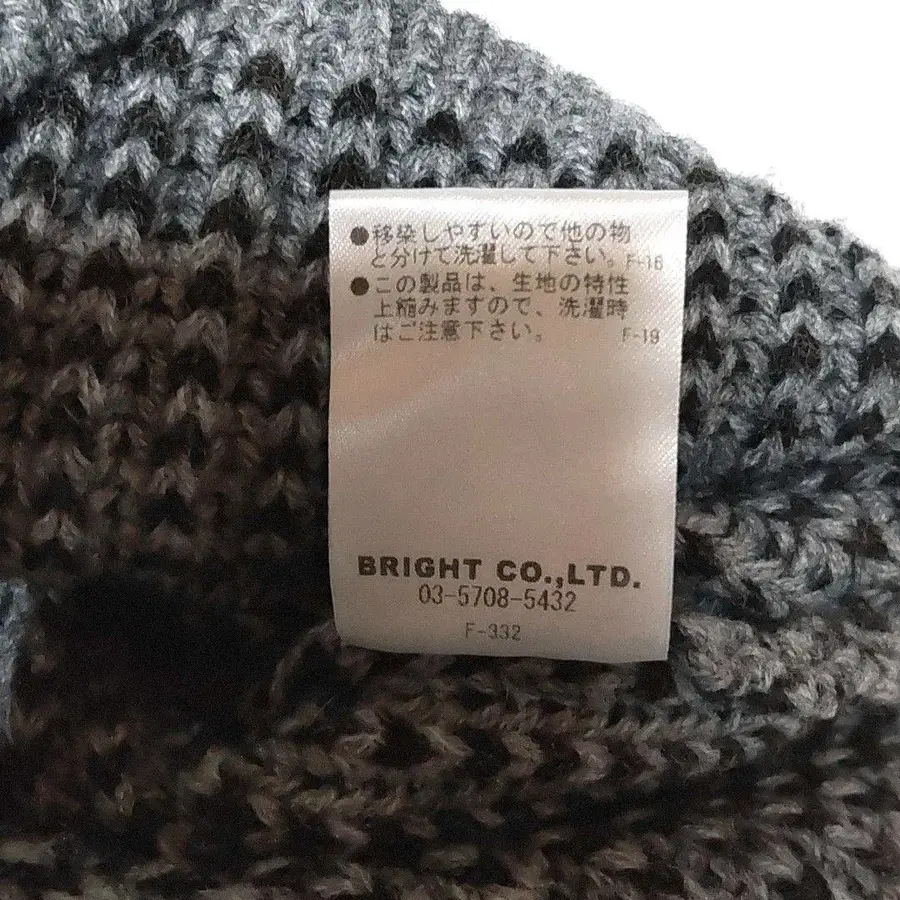 ●移染しやすいので他の物
と分けて洗濯して下さい。F-16
●この製品は、生地の特性
上縮みますので、洗濯時
はご注意下さい。 F-19
BRIGHT CO.,LTD.
03-5708-5432
F-332